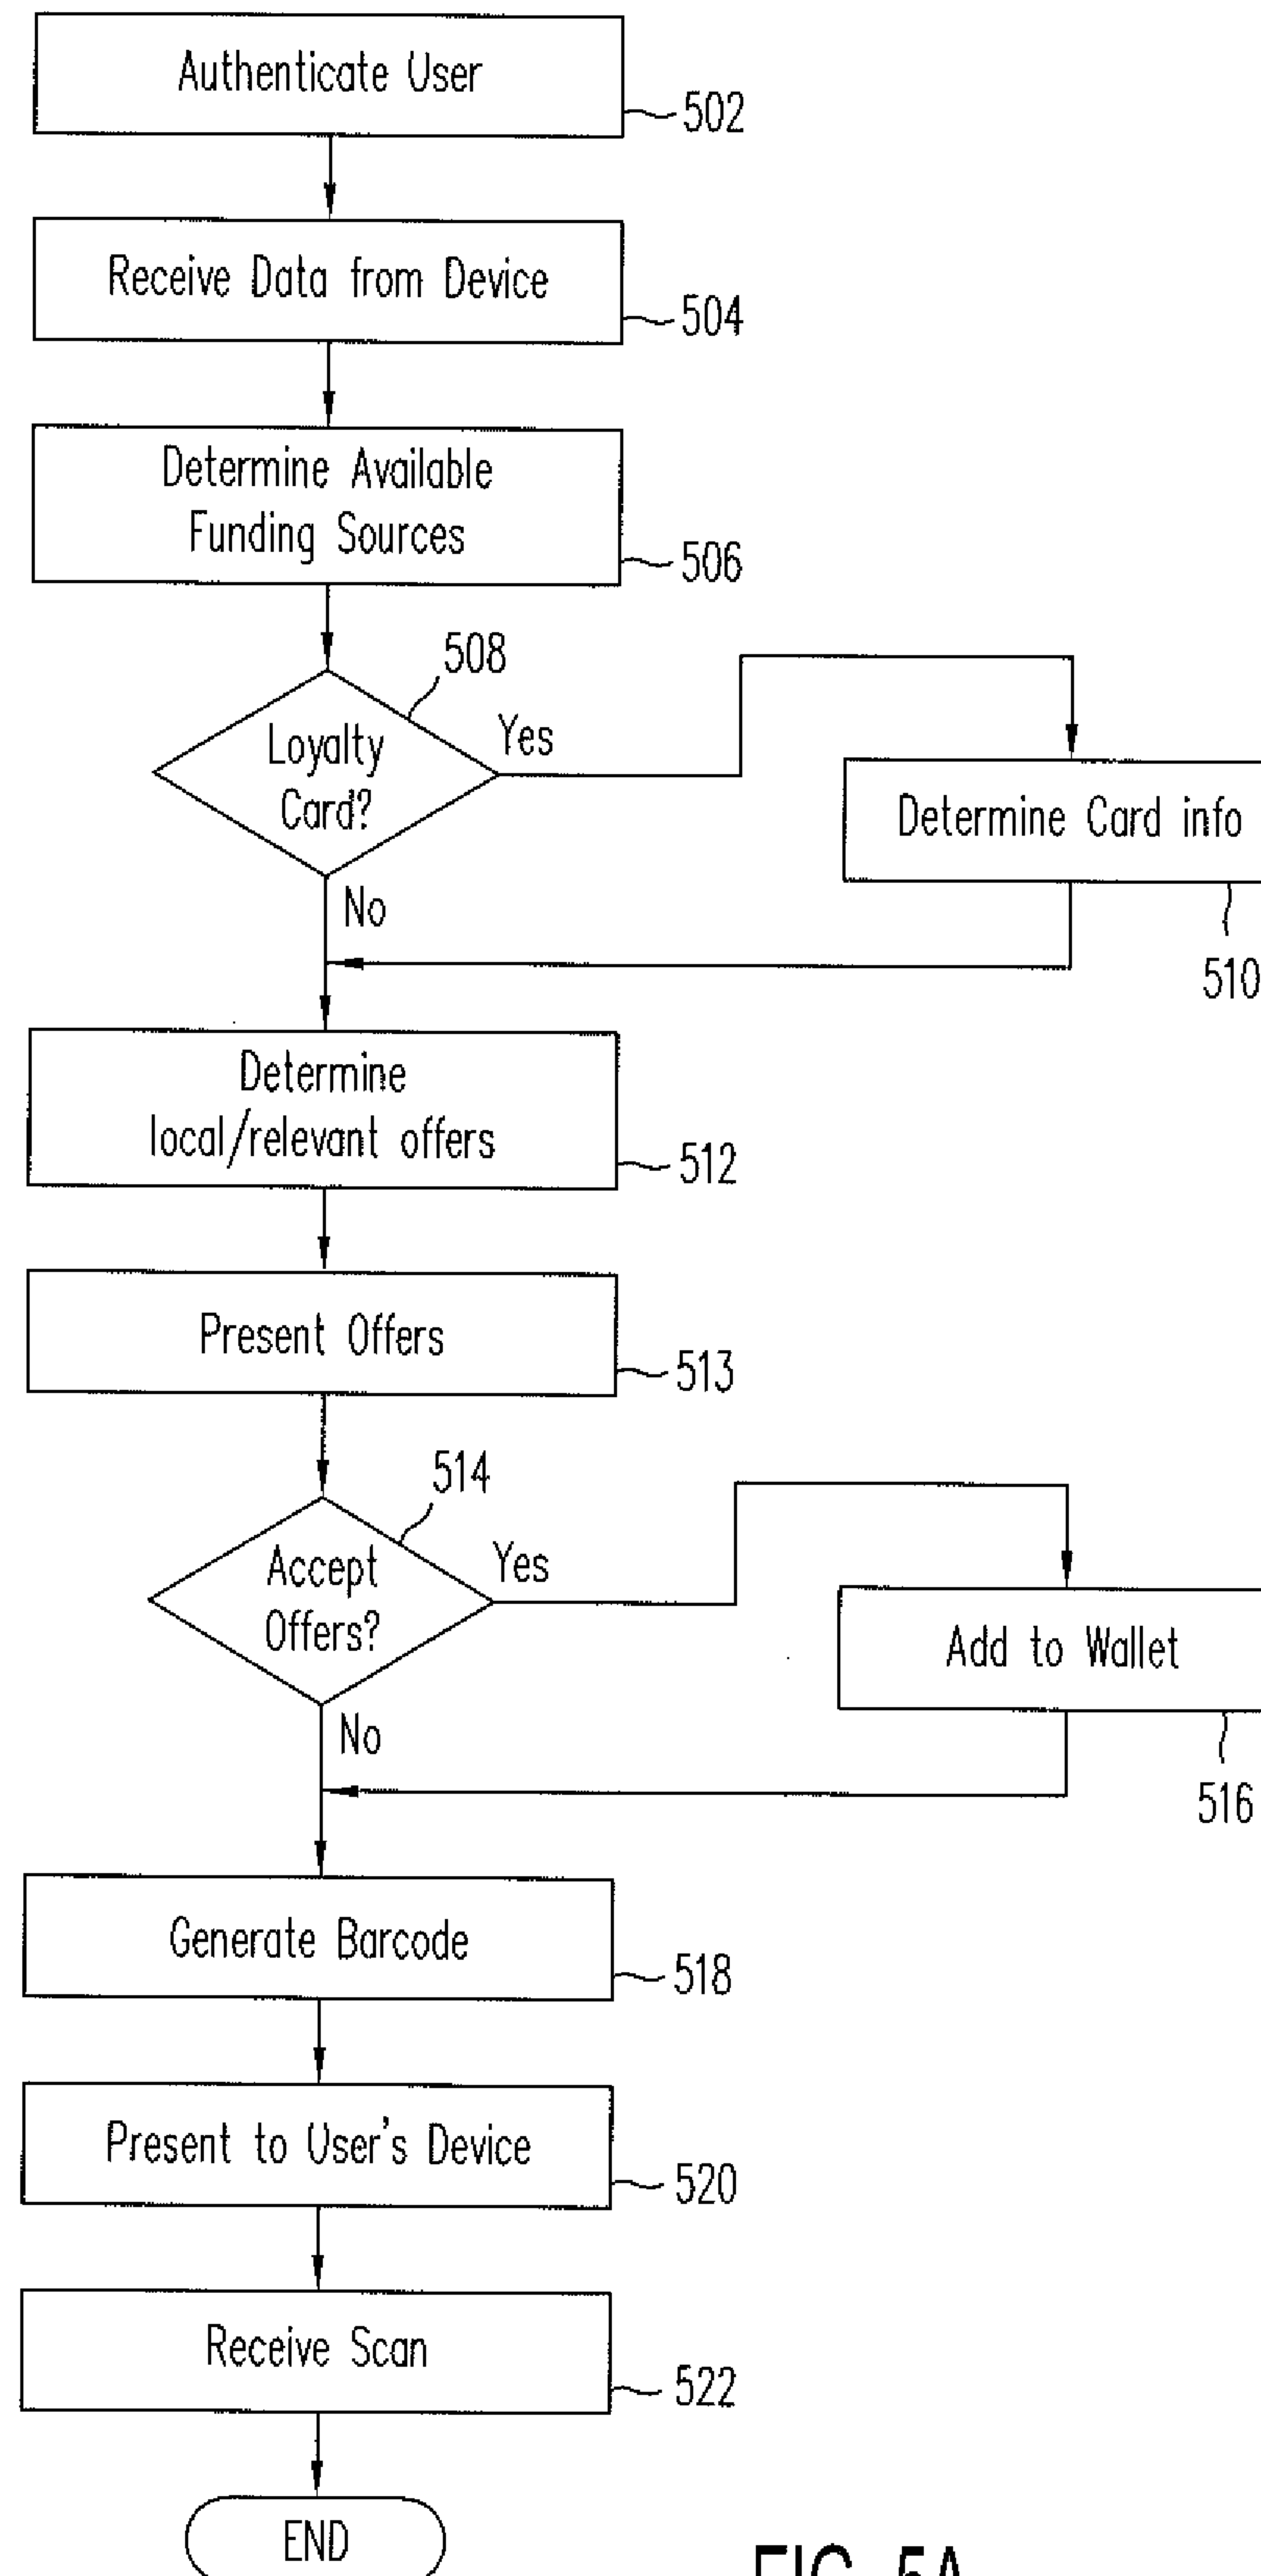 Authenticate User
502
Receive Data from Device
504
Determine Available
Funding Sources
506
508
Loyalty
Card?
Yes
No
Determine Card info
510
Determine
local/relevant offers
512
Present Offers
513
514
Accept
Offers?
Yes
No
Add to Wallet
516
Generate Barcode
518
Present to User's Device
520
Receive Scan
522
END
FIG. 5A